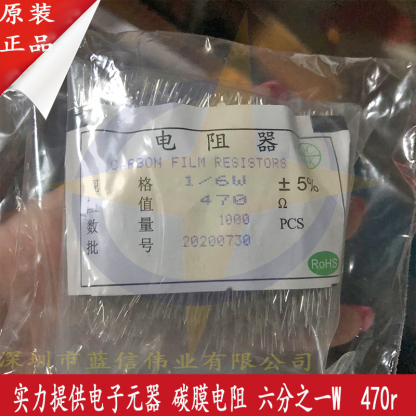 原装
正品
电阻器
CARBON FILM RESISTORS
格 1/6W ± 5%
值 470 Ω
数量 1000 PCS
批号 20200730
RoHS
深圳市蓝信伟业有限公司
实力提供电子元器 碳膜电阻 六分之一W 470r